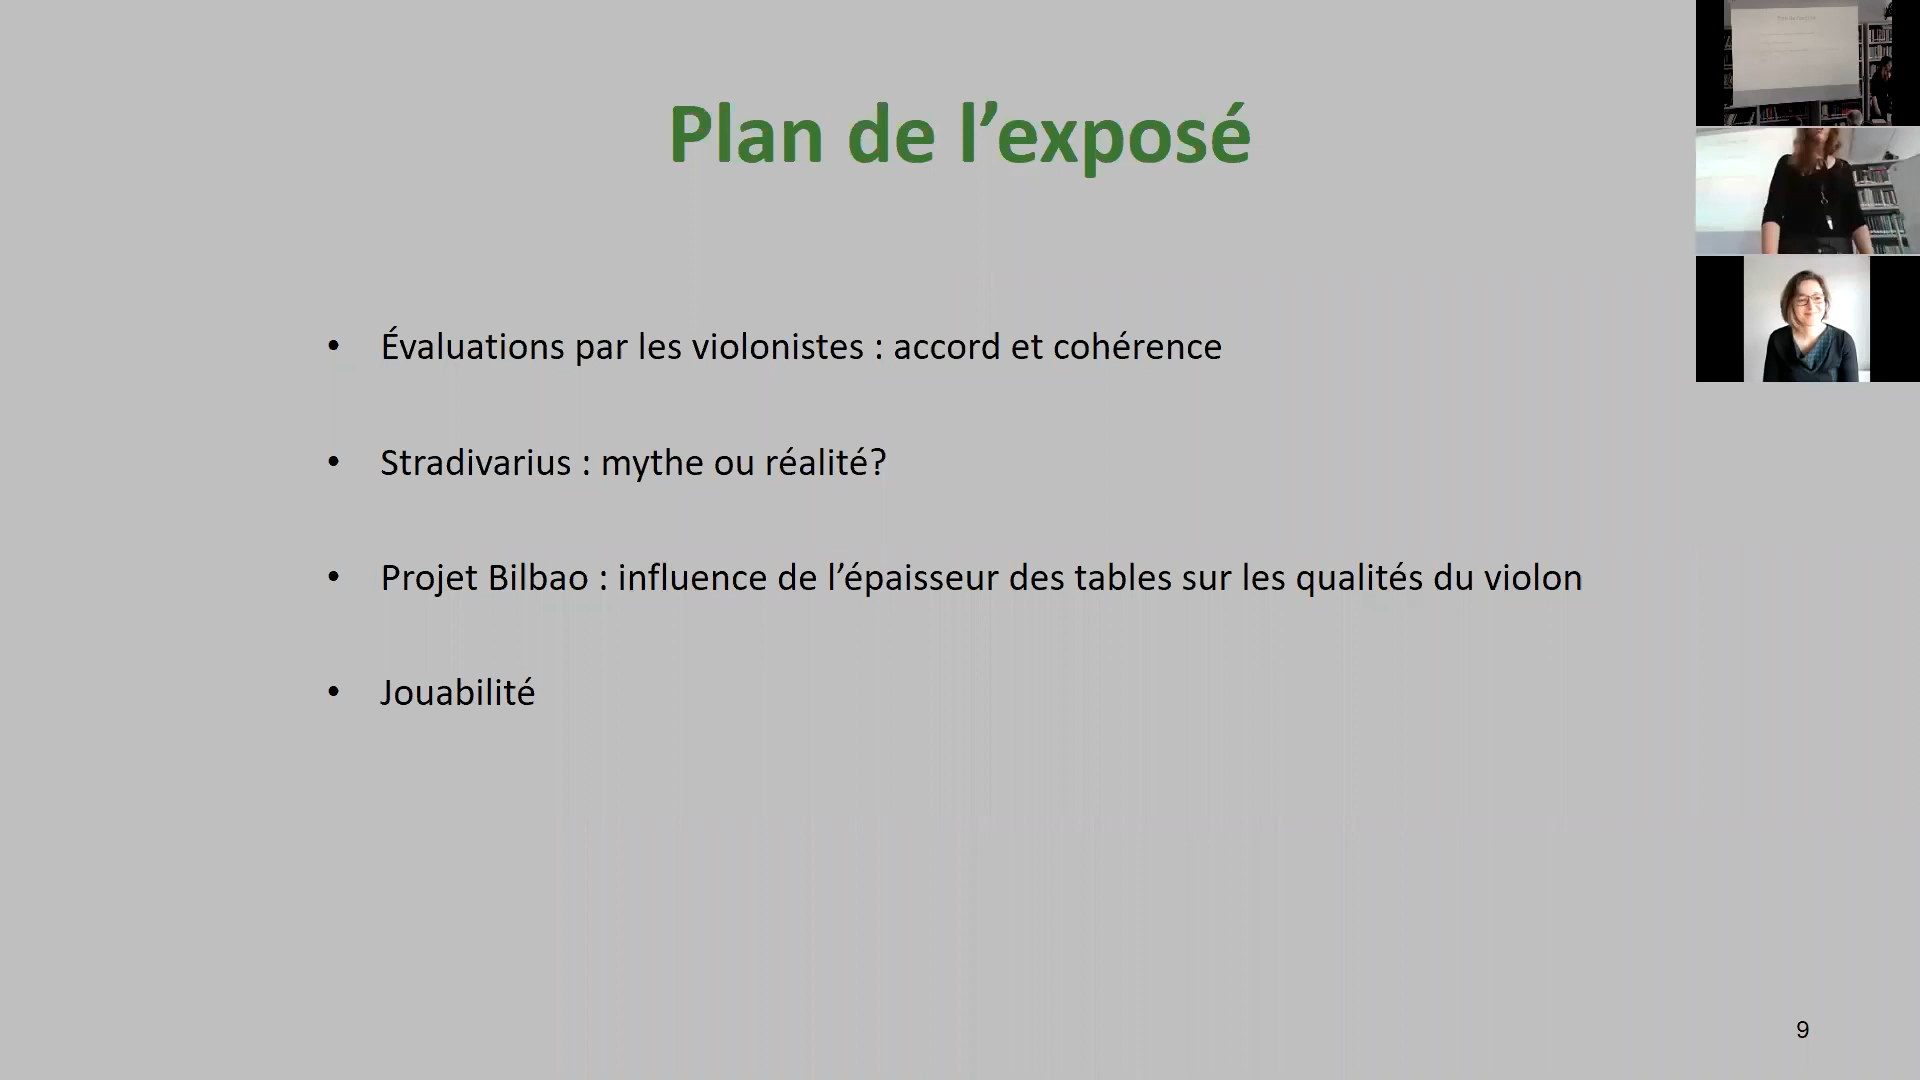 Plan de l’exposé
• Évaluations par les violonistes : accord et cohérence
• Stradivarius : mythe ou réalité?
• Projet Bilbao : influence de l’épaisseur des tables sur les qualités du violon
• Jouabilité
9